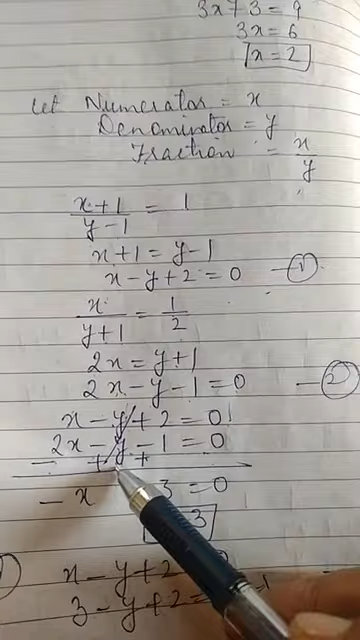 3x + 3 = 9
3x = 6
x = 2
Let Numerator = x
Denominator = y
Fraction = x/y
x+1/y-1 = 1
x+1 = y-1
x-y+2 = 0 —①
x/y+1 = 1/2
2x = y+1
2x-y-1 = 0 —②
x-y+2 = 0
2x-y-1 = 0
- + +
-x 3 = 0
3
x-y+2
3-y+2 =